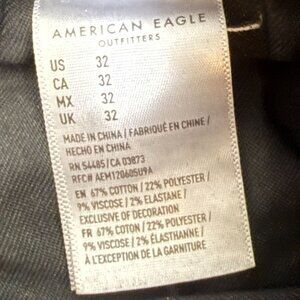 AMERICAN EAGLE
OUTFITTERS
US 32
CA 32
MX 32
UK 32
MADE IN CHINA / FABRIQUÉ EN CHINE /
HECHO EN CHINA
RN 54485 / CA 03873
RFC# AEM120605U9A
EN 67% COTTON / 22% POLYESTER /
9% VISCOSE / 2% ELASTANE /
EXCLUSIVE OF DECORATION
FR 67% COTON / 22% POLYESTER /
9% VISCOSE / 2% ÉLASTHANNE /
À L'EXCEPTION DE LA GARNITURE